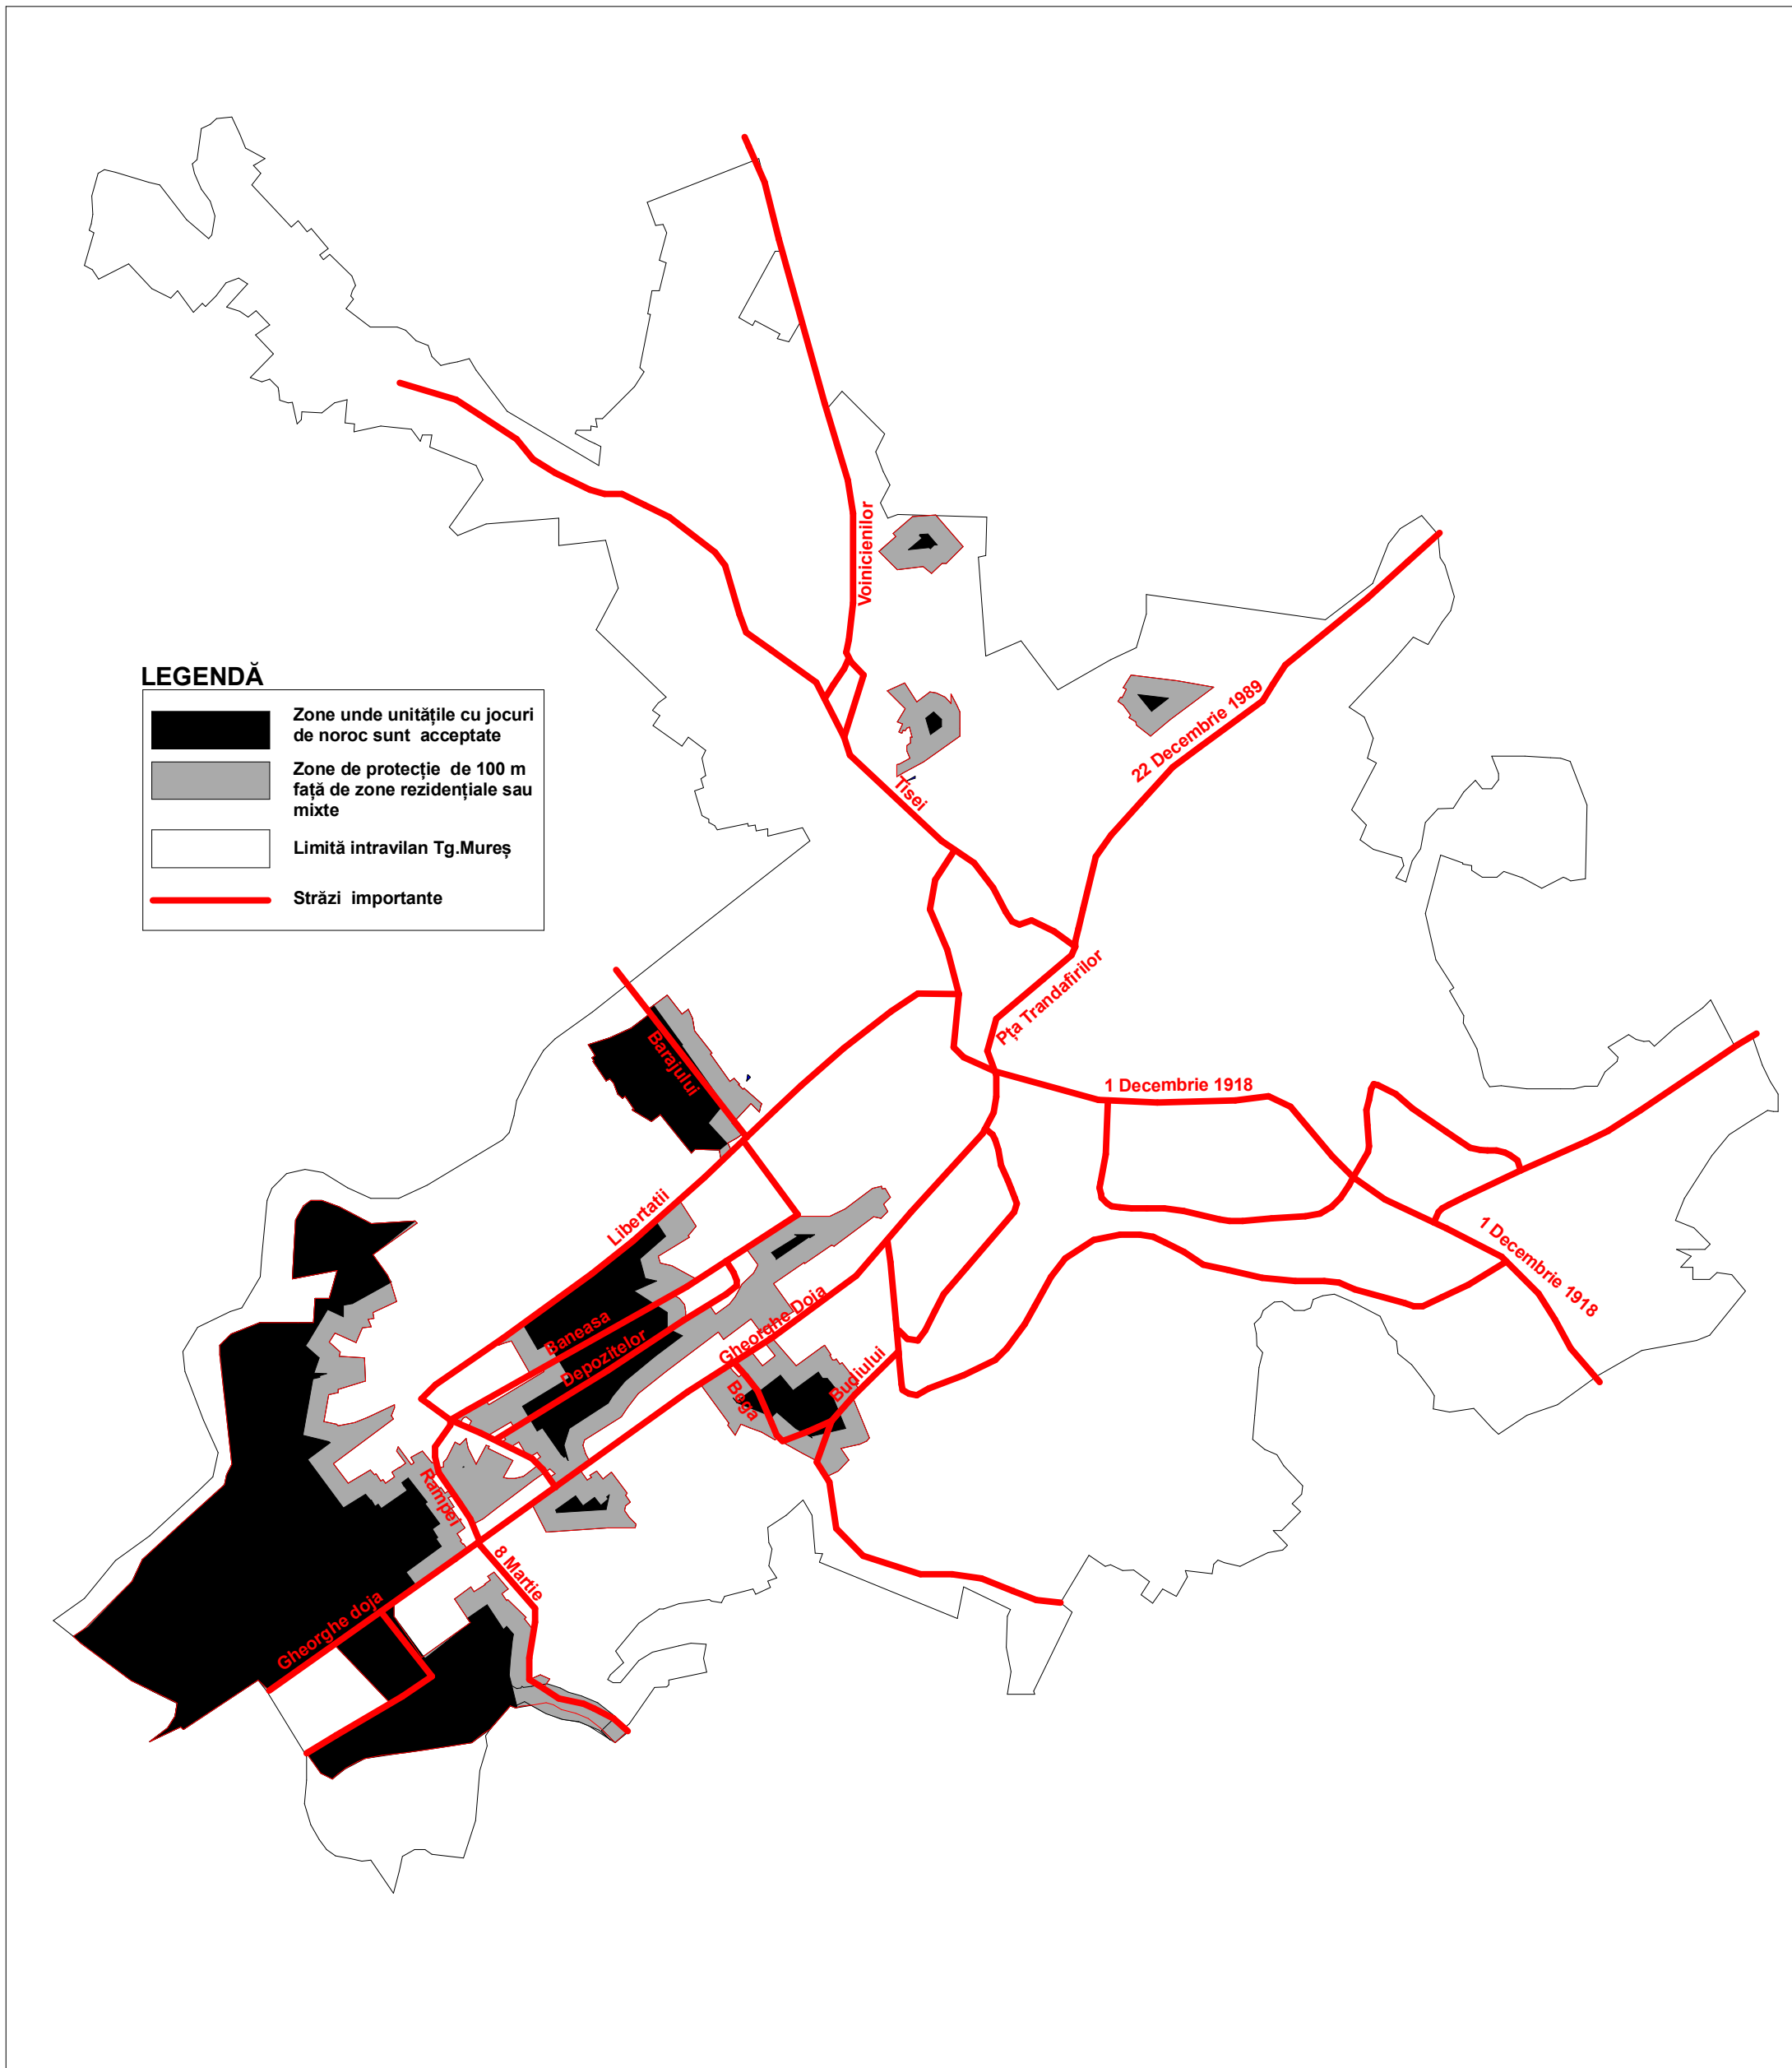 Voinicienilor
22 Decembrie 1989
Tisei
LEGENDĂ
Zone unde unitățile cu jocuri
de noroc sunt acceptate
Zone de protecție de 100 m
față de zone rezidențiale sau
mixte
Limită intravilan Tg.Mureș
Străzi importante
Pța Trandafirilor
Barajului
1 Decembrie 1918
Libertatii
1 Decembrie 1918
Baneasa
Depozitelor
Gheorghe Doja
Budiului
Bega
Rampei
8 Martie
Gheorghe doja